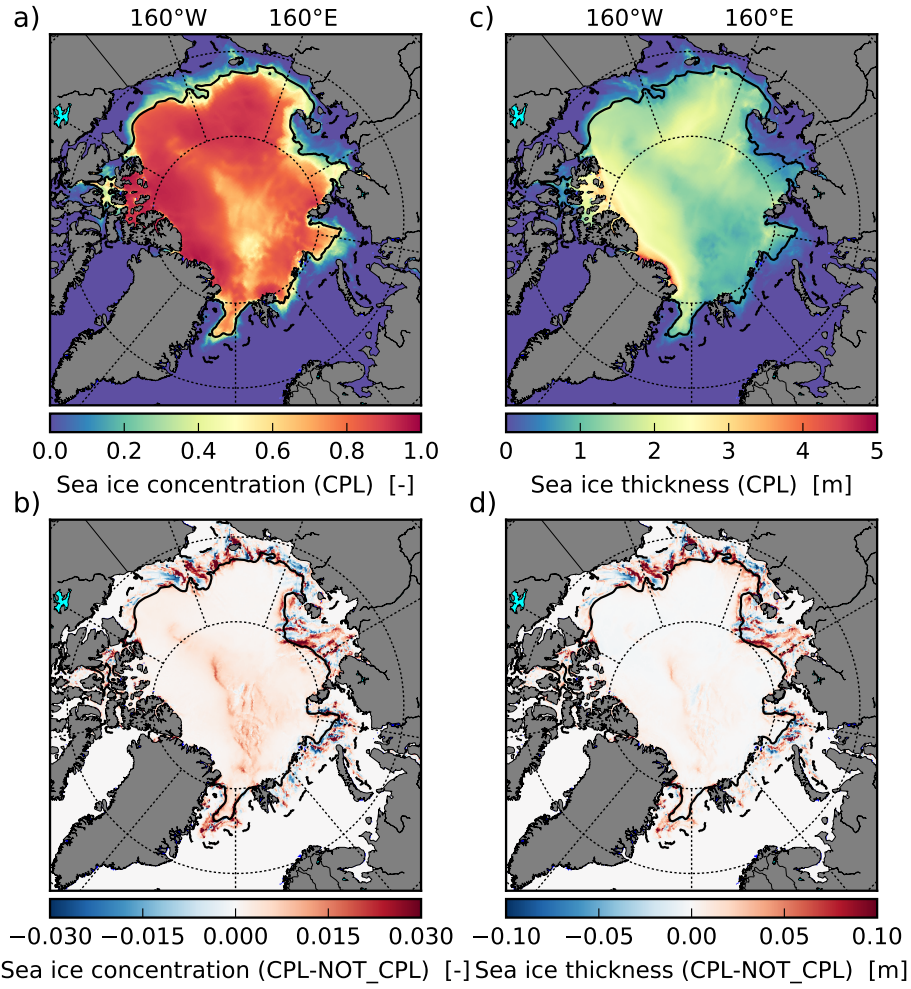 a) 160°W 160°E c) 160°W 160°E
0.0 0.2 0.4 0.6 0.8 1.0 0 1 2 3 4 5
Sea ice concentration (CPL) [-] Sea ice thickness (CPL) [m]
b) d)
−0.030 −0.015 0.000 0.015 0.030 −0.10 −0.05 0.00 0.05 0.10
Sea ice concentration (CPL-NOT_CPL) [-] Sea ice thickness (CPL-NOT_CPL) [m]